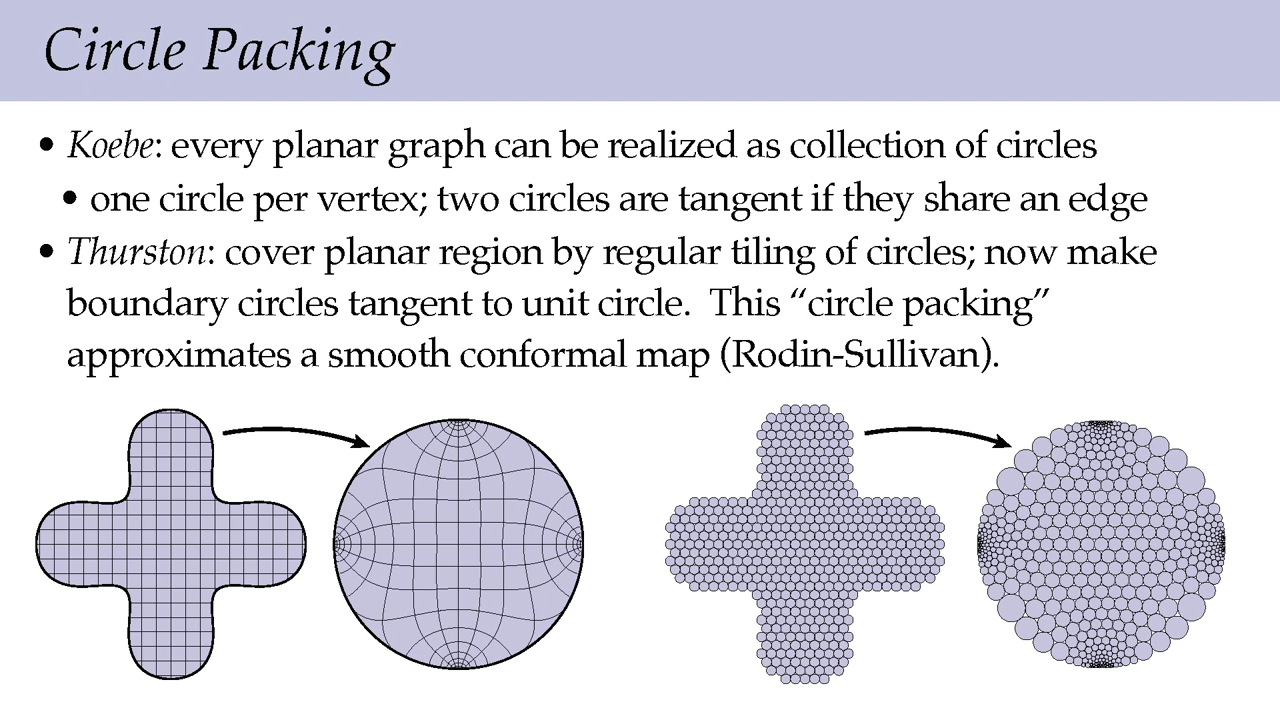 Circle Packing
• Koebe: every planar graph can be realized as collection of circles
• one circle per vertex; two circles are tangent if they share an edge
• Thurston: cover planar region by regular tiling of circles; now make
boundary circles tangent to unit circle. This “circle packing”
approximates a smooth conformal map (Rodin-Sullivan).